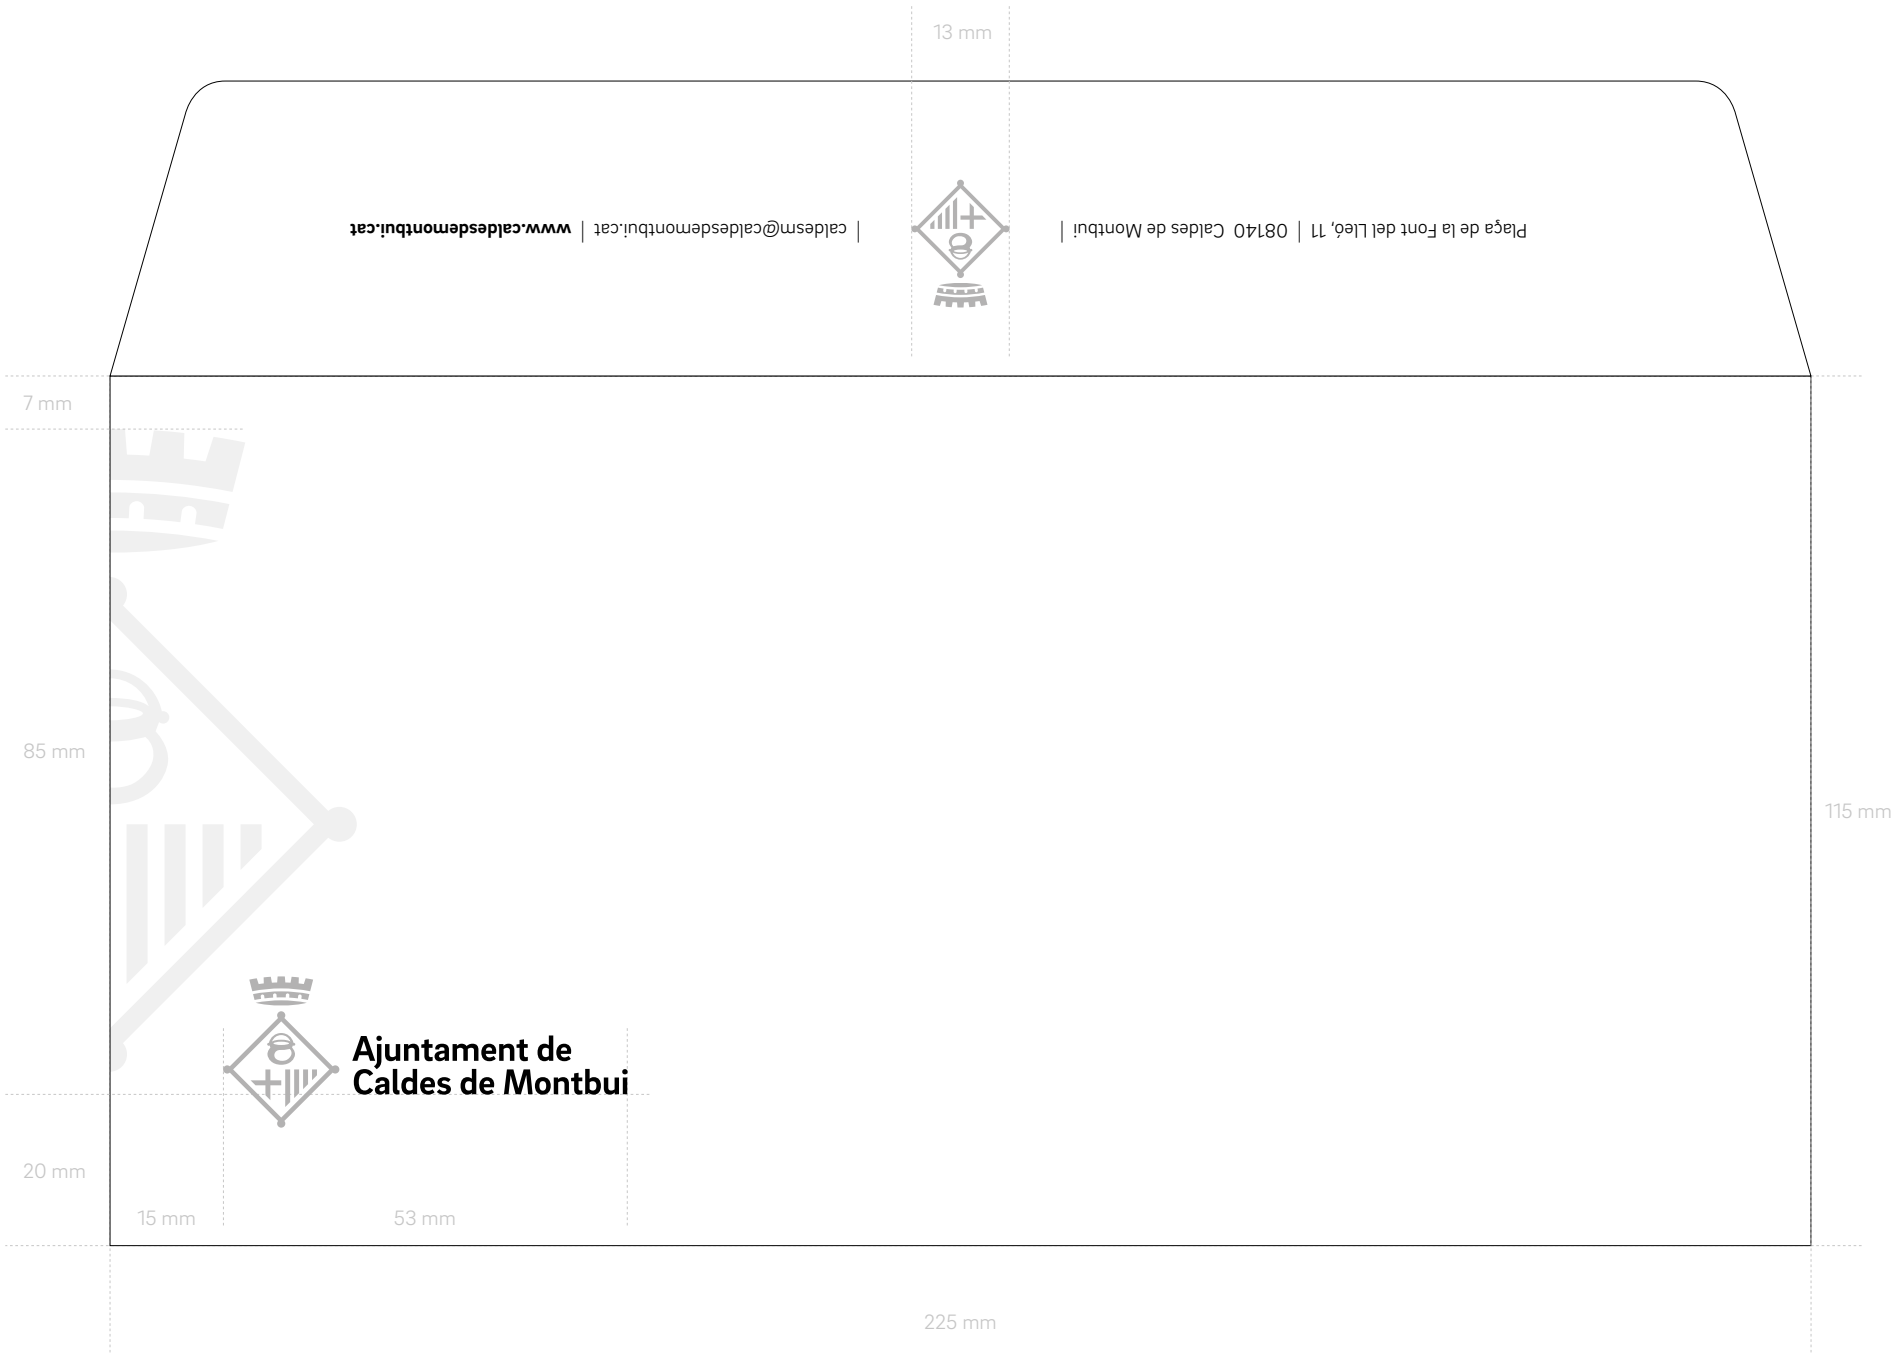 13 mm
Plaça de la Font del Lleó, 11 | 08140 Caldes de Montbui |
| caldesm@caldesdemontbui.cat | www.caldesdemontbui.cat
7 mm
85 mm
115 mm
Ajuntament de
Caldes de Montbui
20 mm
15 mm
53 mm
225 mm